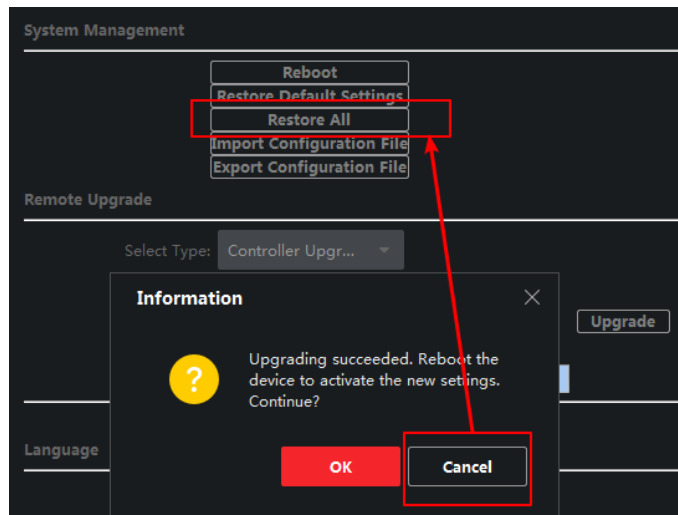 System Management
Reboot
Restore Default Settings
Restore All
Import Configuration File
Export Configuration File
Remote Upgrade
Select Type: Controller Upgr...
Information
Upgrade
Upgrading succeeded. Reboot the
device to activate the new settings.
Continue?
Language
OK Cancel